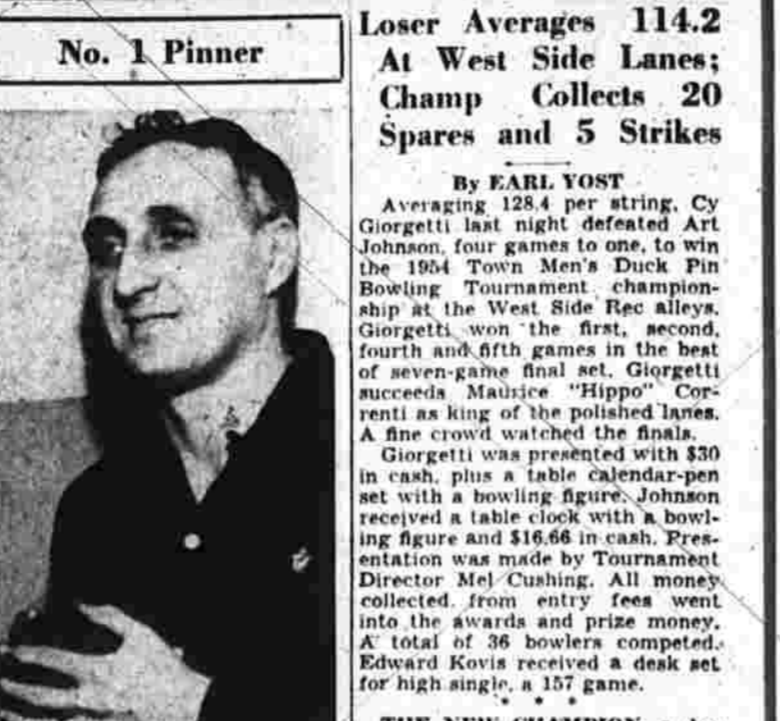 No. 1 Pinner
Loser Averages 114.2
At West Side Lanes;
Champ Collects 20
Spares and 5 Strikes
By EARL YOST
Averaging 128.4 per string, Cy
Giorgetti last night defeated Art
Johnson, four games to one, to win
the 1954 Town Men's Duck Pin
Bowling Tournament champion-
ship at the West Side Rec alleys.
Giorgetti won the first, second,
fourth and fifth games in the best
of seven-game final set. Giorgetti
succeeds Maurice "Hippo" Cor-
renti as king of the polished lanes.
A fine crowd watched the finals.
Giorgetti was presented with $30
in cash, plus a table calendar-pen
set with a bowling figure. Johnson
received a table clock with a bowl-
ing figure and $16.66 in cash. Pres-
entation was made by Tournament
Director Mel Cushing. All money
collected from entry fees went
into the awards and prize money.
A total of 36 bowlers competed.
Edward Kovis received a desk set
for high single, a 157 game.
* * *
THE NEW CHAMPION